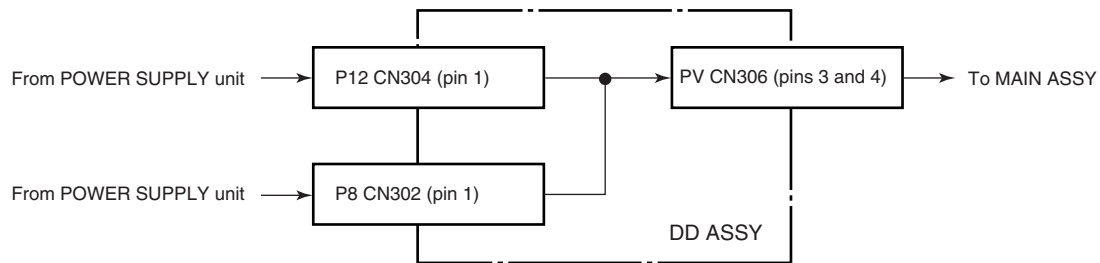 From POWER SUPPLY unit
P12 CN304 (pin 1)
PV CN306 (pins 3 and 4)
To MAIN ASSY
From POWER SUPPLY unit
P8 CN302 (pin 1)
DD ASSY